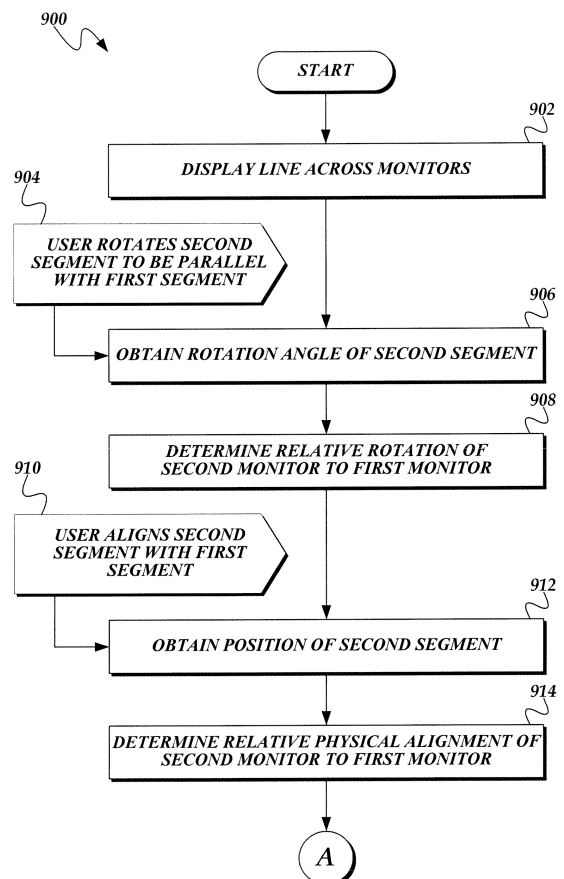 900
START
902
DISPLAY LINE ACROSS MONITORS
904
USER ROTATES SECOND
SEGMENT TO BE PARALLEL
WITH FIRST SEGMENT
906
OBTAIN ROTATION ANGLE OF SECOND SEGMENT
908
DETERMINE RELATIVE ROTATION OF
SECOND MONITOR TO FIRST MONITOR
910
USER ALIGNS SECOND
SEGMENT WITH FIRST
SEGMENT
912
OBTAIN POSITION OF SECOND SEGMENT
914
DETERMINE RELATIVE PHYSICAL ALIGNMENT OF
SECOND MONITOR TO FIRST MONITOR
A